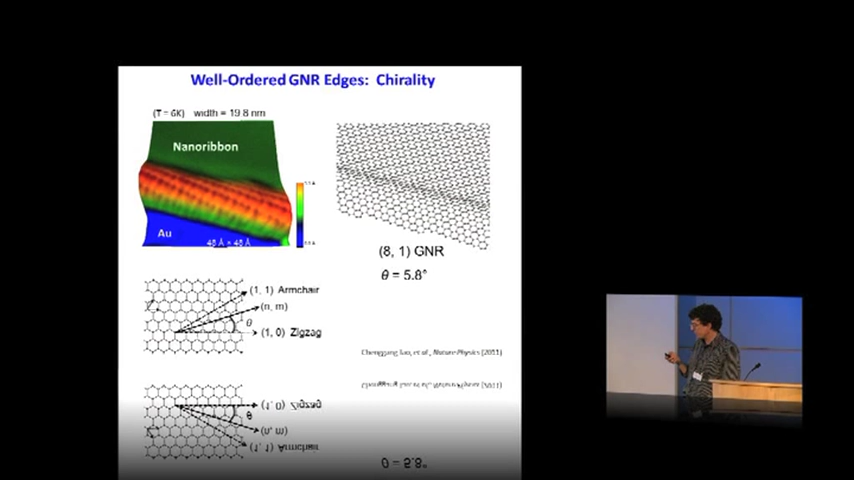 Well-Ordered GNR Edges: Chirality
(T = 6K) width = 19.8 nm
Nanoribbon
Au
48 Å × 48 Å
(8, 1) GNR
θ = 5.8°
(1, 1) Armchair
(n, m)
θ
(1, 0) Zigzag
Chenggang Tao, et al., Nature Physics (2011)